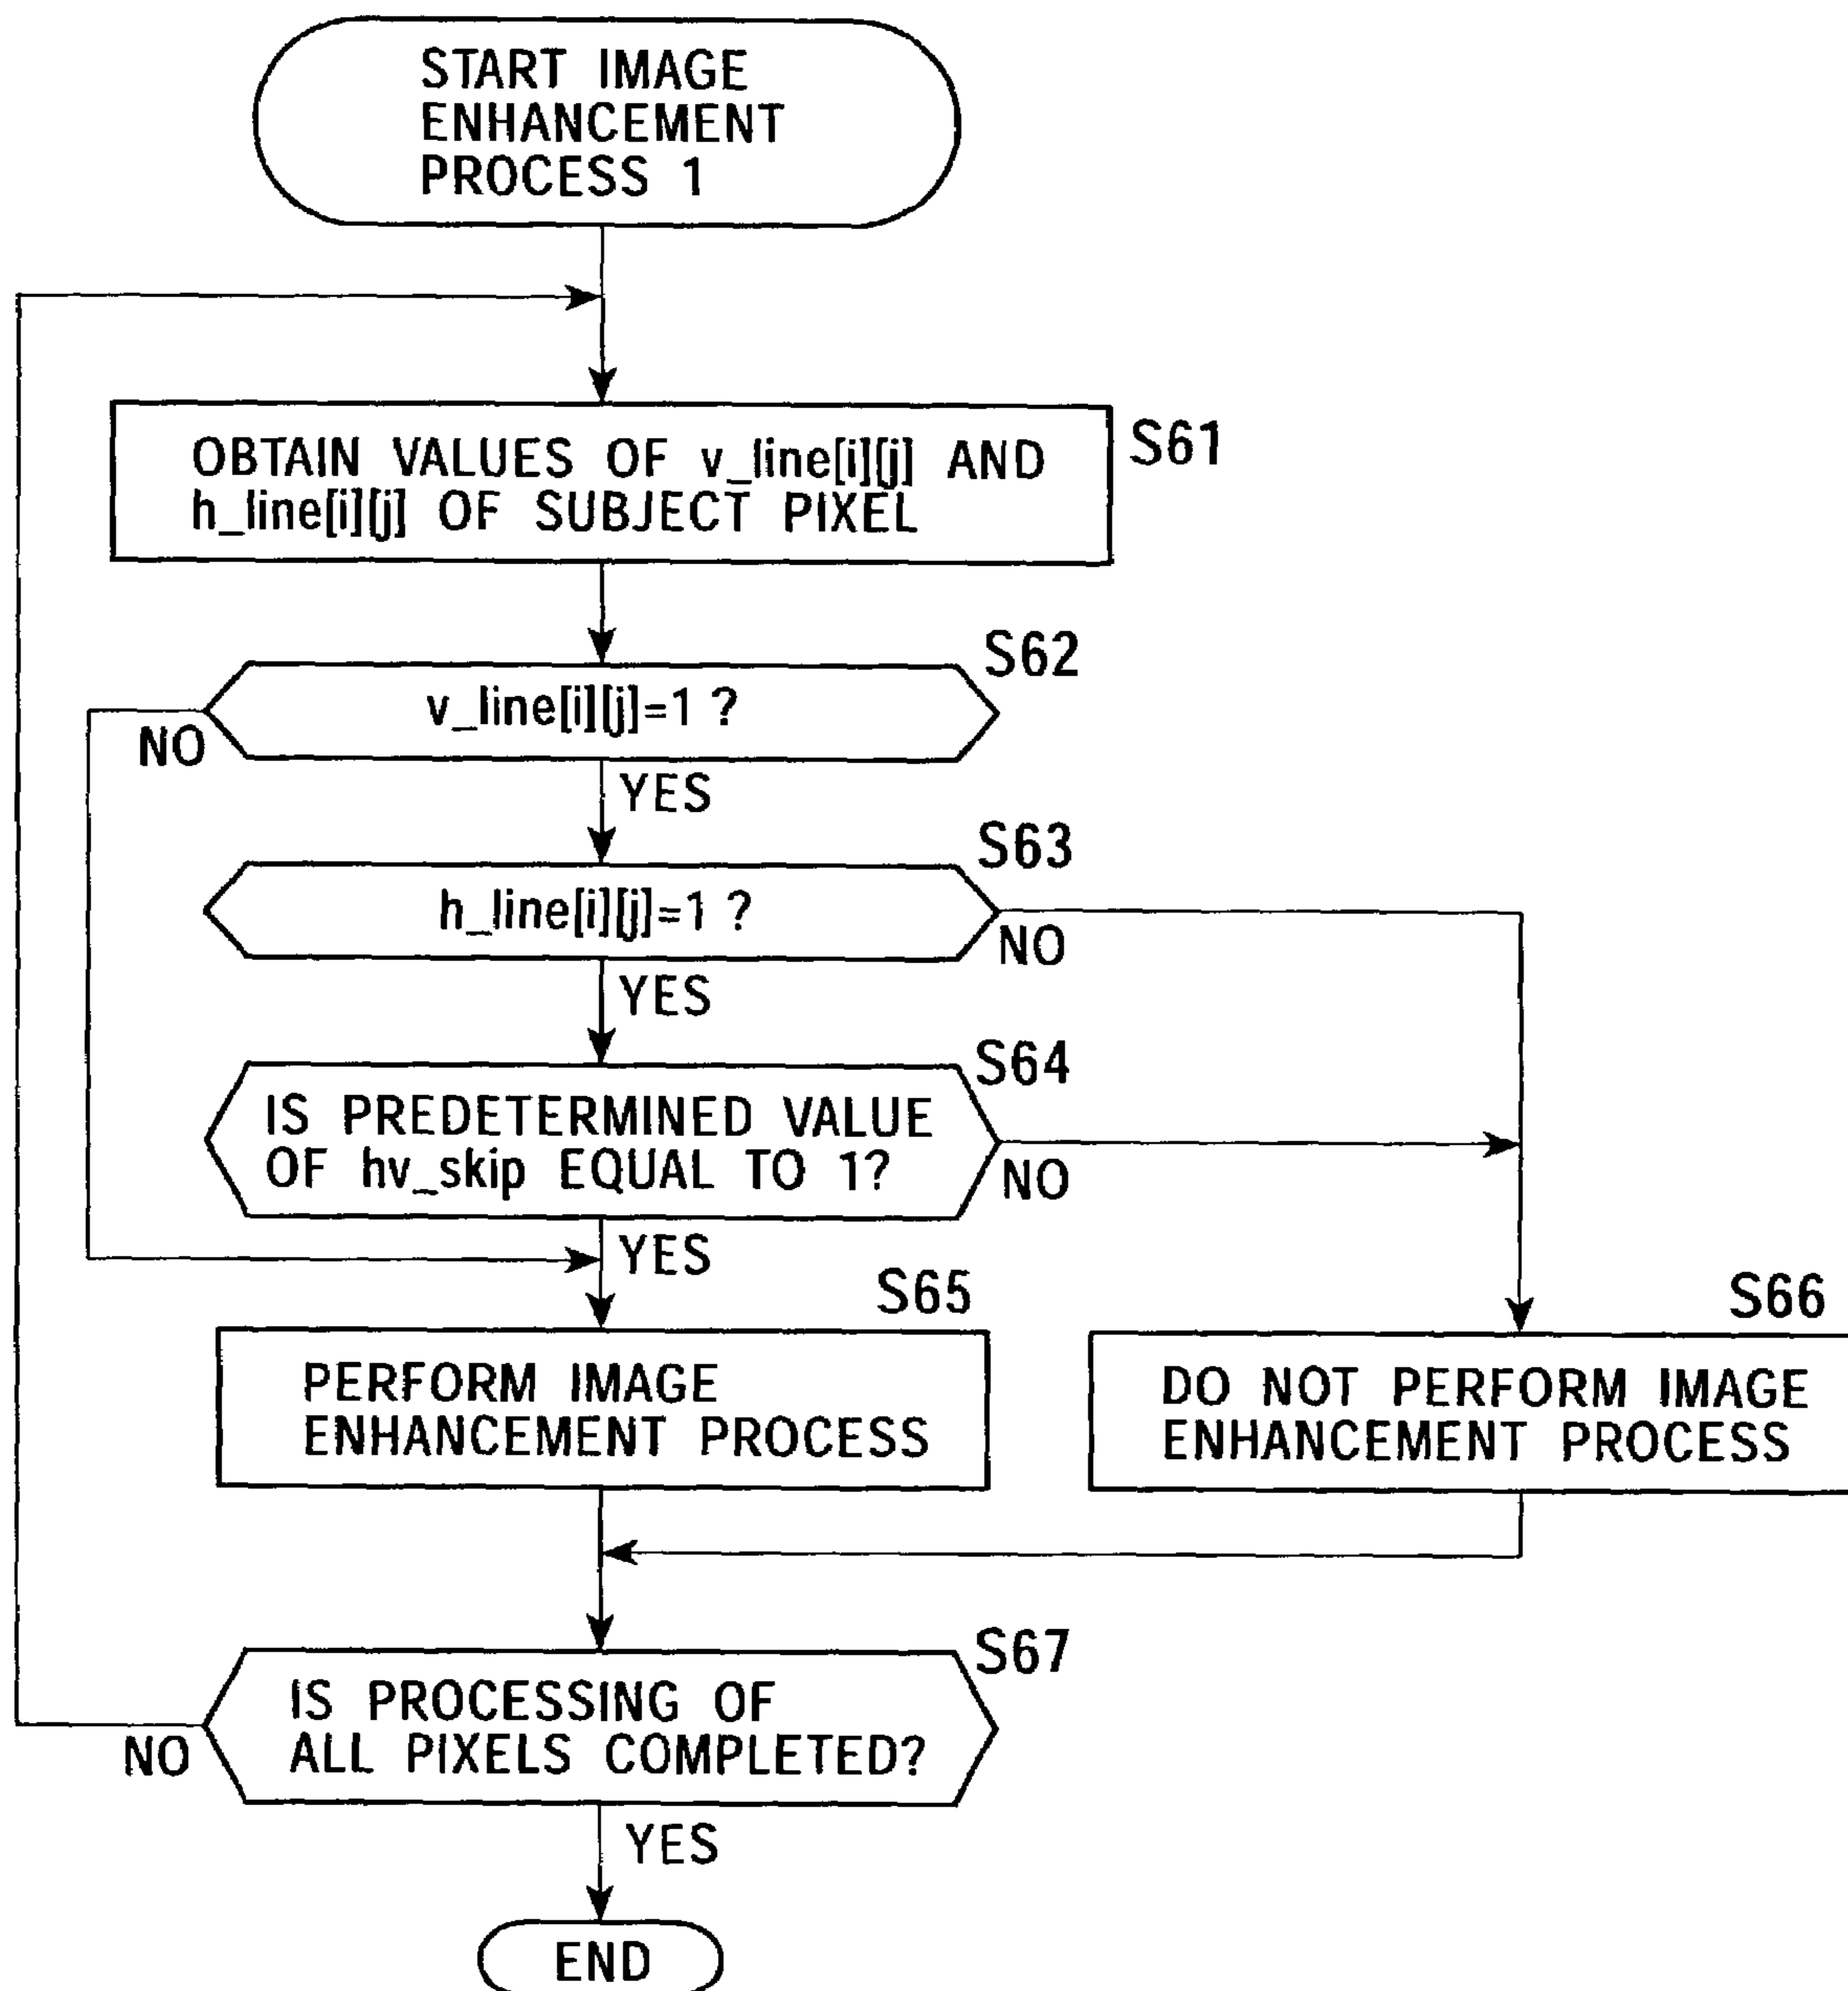 START IMAGE
ENHANCEMENT
PROCESS 1
OBTAIN VALUES OF v_line[i][j] AND
h_line[i][j] OF SUBJECT PIXEL
S61
v_line[i][j]=1 ?
S62
NO
YES
h_line[i][j]=1 ?
S63
NO
YES
IS PREDETERMINED VALUE
OF hv_skip EQUAL TO 1?
S64
NO
YES
S65
PERFORM IMAGE
ENHANCEMENT PROCESS
S66
DO NOT PERFORM IMAGE
ENHANCEMENT PROCESS
IS PROCESSING OF
ALL PIXELS COMPLETED?
S67
NO
YES
END